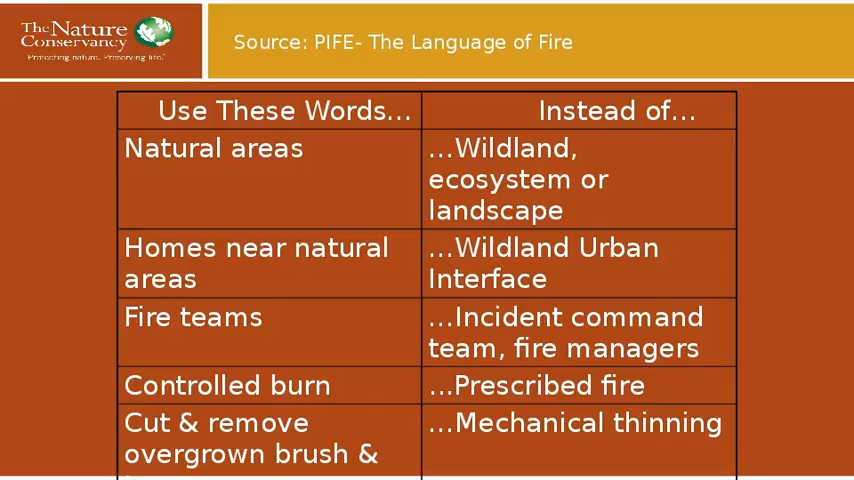 The Nature
Conservancy
Protecting nature. Preserving life.™
Source: PIFE- The Language of Fire
Use These Words…
Instead of…
Natural areas
…Wildland,
ecosystem or
landscape
Homes near natural
areas
…Wildland Urban
Interface
Fire teams
…Incident command
team, fire managers
Controlled burn
…Prescribed fire
Cut & remove
overgrown brush &
…Mechanical thinning